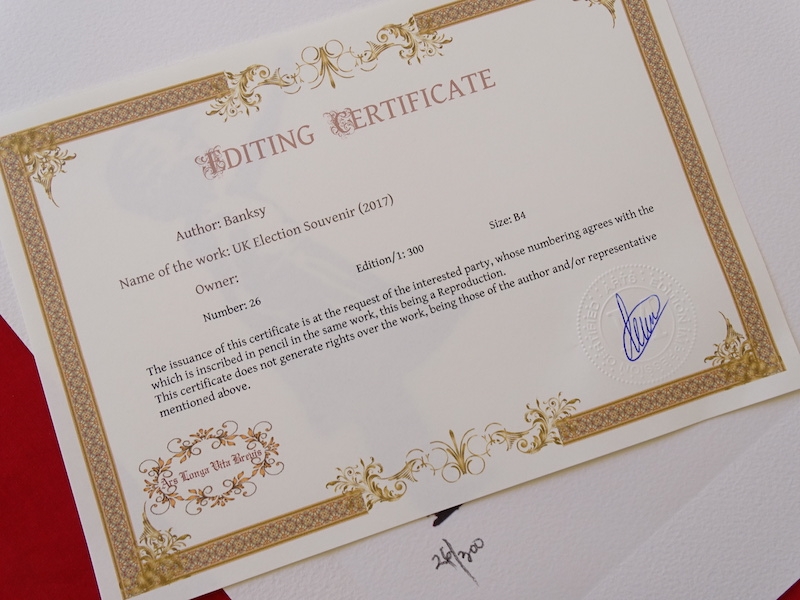 EDITING CERTIFICATE
Author: Banksy
Name of the work: UK Election Souvenir (2017)
Owner:
Edition/1: 300
Size: B4
Number: 26
The issuance of this certificate is at the request of the interested party, whose numbering agrees with the
which is inscribed in pencil in the same work, this being a Reproduction.
This certificate does not generate rights over the work, being those of the author and/or representative
mentioned above.
Ars Longa Vita Brevis
26/300